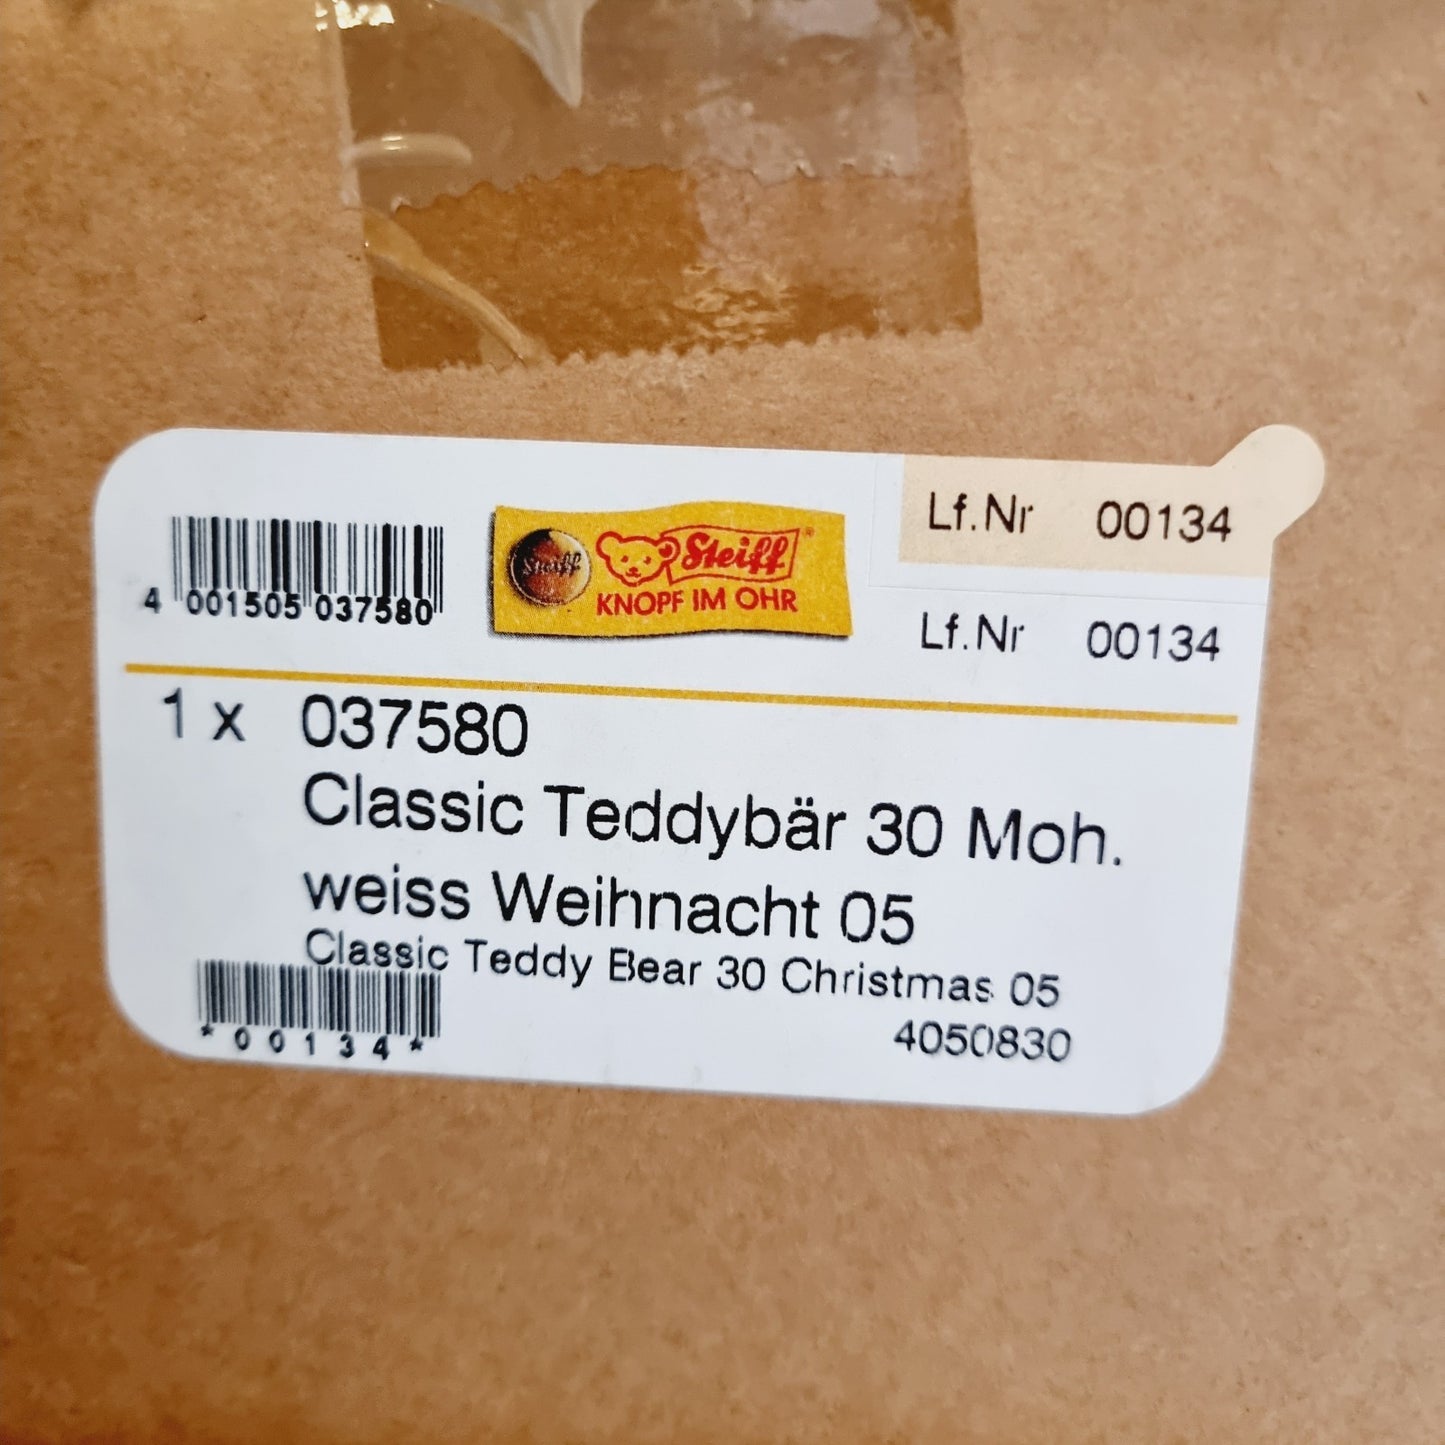 Lf.Nr 00134
4 001505 037580
Steiff
Steiff®
KNOPF IM OHR
Lf.Nr 00134
1 x 037580
Classic Teddybär 30 Moh.
weiss Weihnacht 05
Classic Teddy Bear 30 Christmas 05
*00134*
4050830